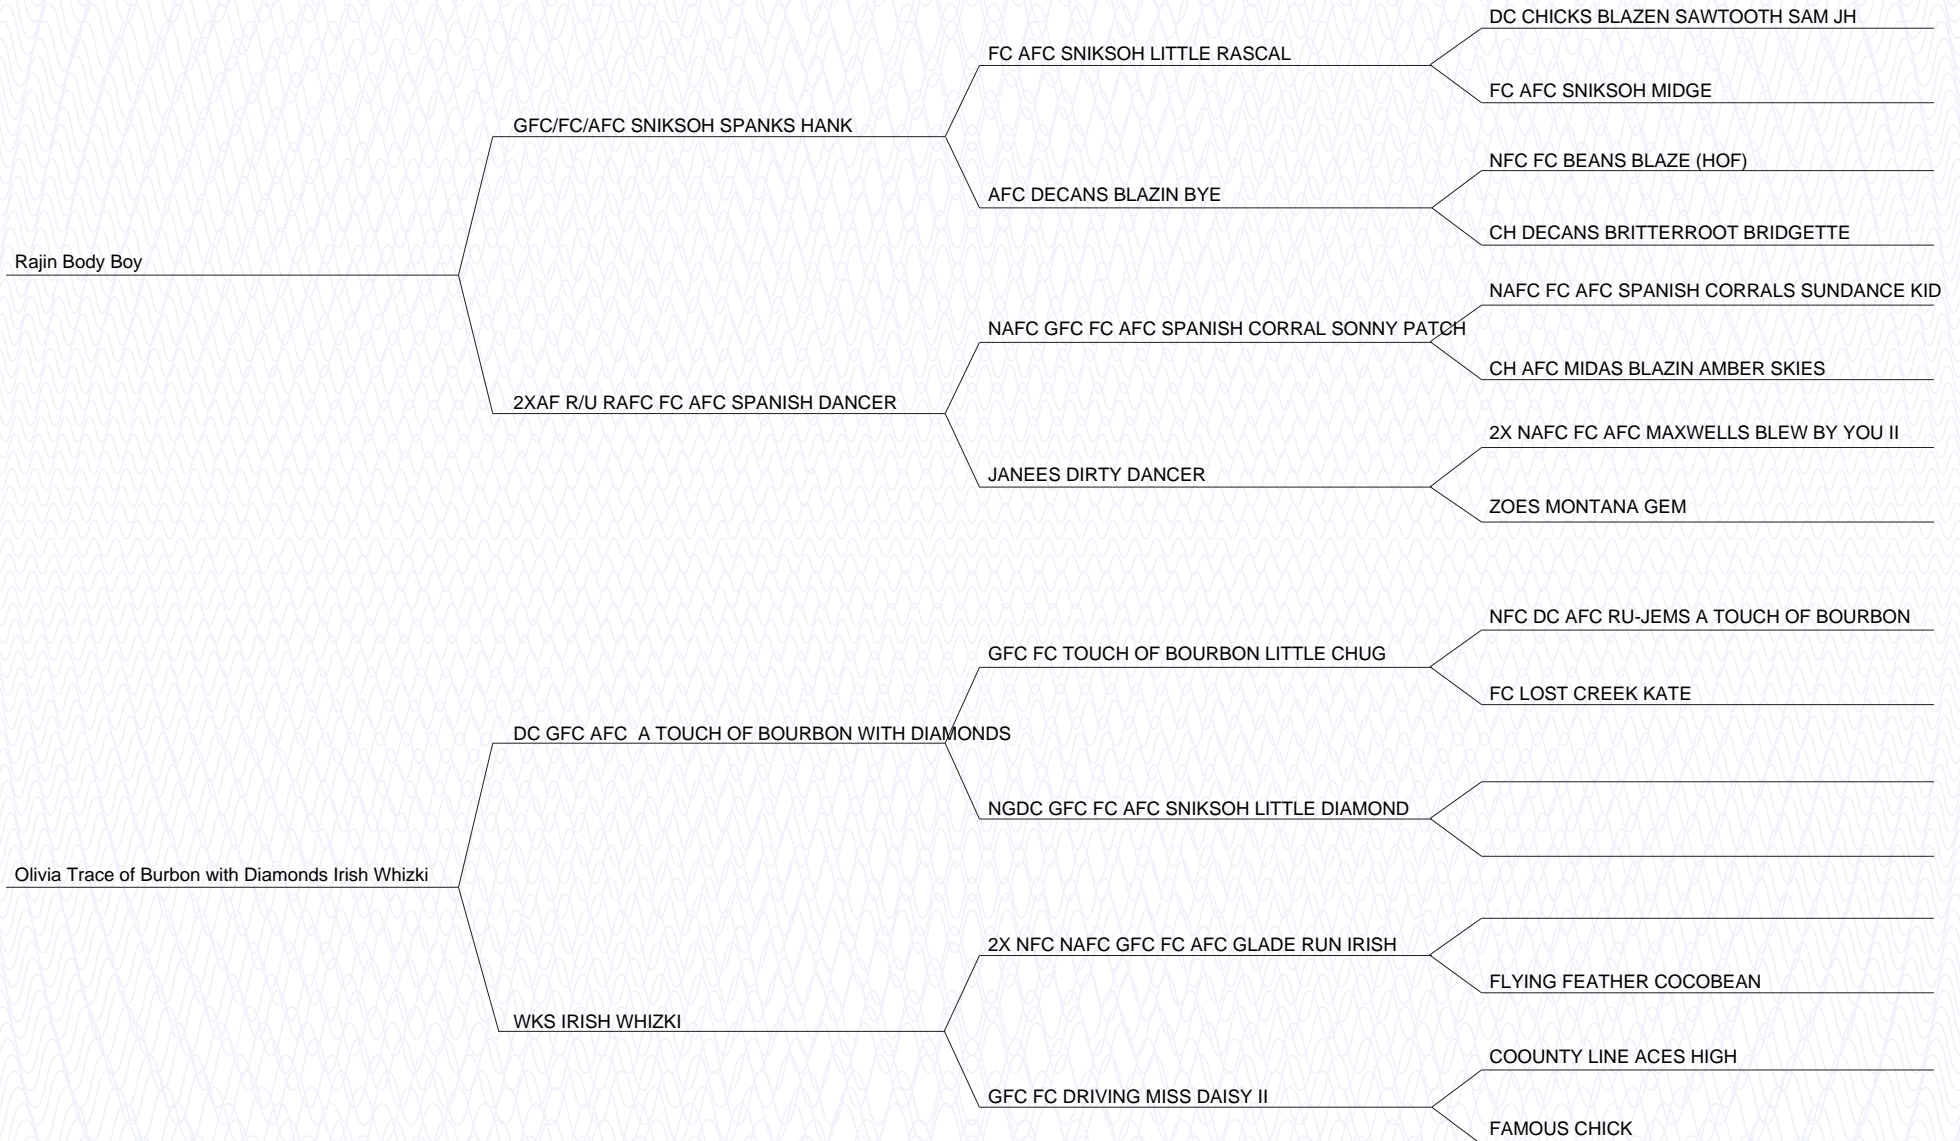 DC CHICKS BLAZEN SAWTOOTH SAM JH
FC AFC SNIKSOH LITTLE RASCAL
FC AFC SNIKSOH MIDGE
GFC/FC/AFC SNIKSOH SPANKS HANK
NFC FC BEANS BLAZE (HOF)
AFC DECANS BLAZIN BYE
CH DECANS BRITTERROOT BRIDGETTE
Rajin Body Boy
NAFC FC AFC SPANISH CORRALS SUNDANCE KID
NAFC GFC FC AFC SPANISH CORRAL SONNY PATCH
CH AFC MIDAS BLAZIN AMBER SKIES
2XAF R/U RAFC FC AFC SPANISH DANCER
2X NAFC FC AFC MAXWELLS BLEW BY YOU II
JANEES DIRTY DANCER
ZOES MONTANA GEM
NFC DC AFC RU-JEMS A TOUCH OF BOURBON
GFC FC TOUCH OF BOURBON LITTLE CHUG
FC LOST CREEK KATE
DC GFC AFC  A TOUCH OF BOURBON WITH DIAMONDS
NGDC GFC FC AFC SNIKSOH LITTLE DIAMOND
Olivia Trace of Burbon with Diamonds Irish Whizki
2X NFC NAFC GFC FC AFC GLADE RUN IRISH
FLYING FEATHER COCOBEAN
WKS IRISH WHIZKI
COOUNTY LINE ACES HIGH
GFC FC DRIVING MISS DAISY II
FAMOUS CHICK